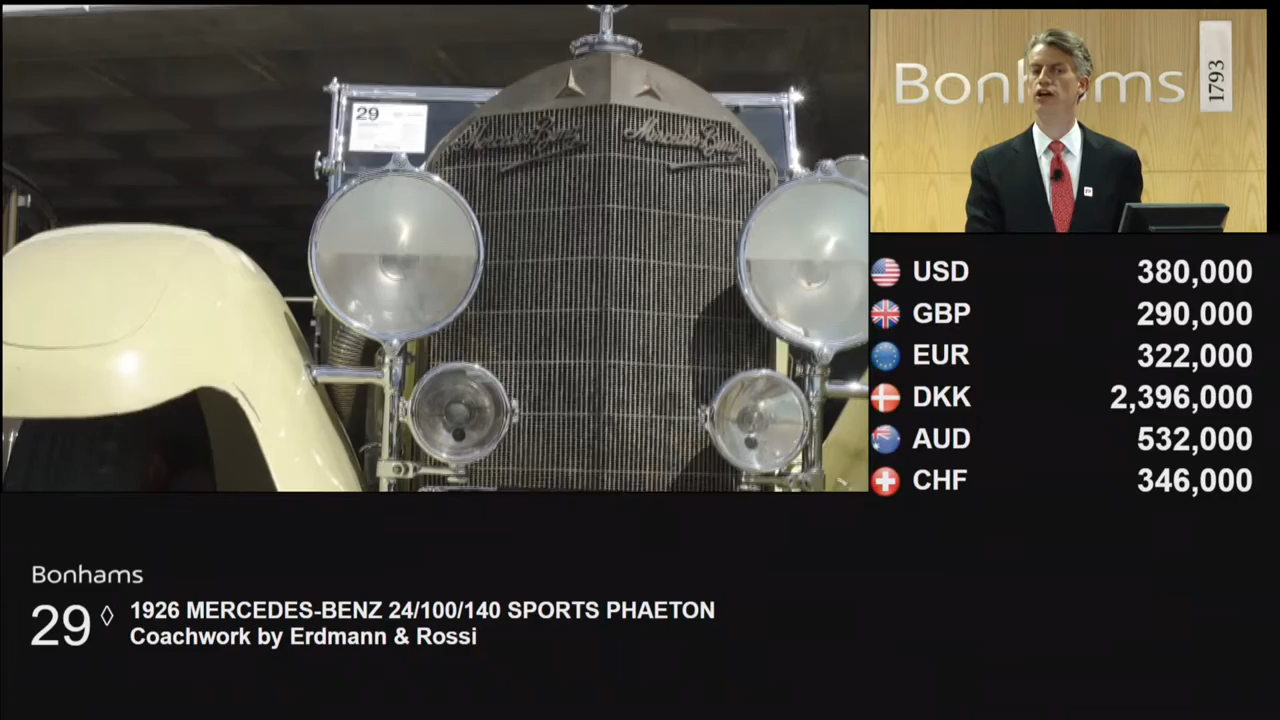 29
Mercedes-Benz Mercedes-Benz
Bonhams
1793
USD 380,000
GBP 290,000
EUR 322,000
DKK 2,396,000
AUD 532,000
CHF 346,000
Bonhams
29 ◊ 1926 MERCEDES-BENZ 24/100/140 SPORTS PHAETON
Coachwork by Erdmann & Rossi